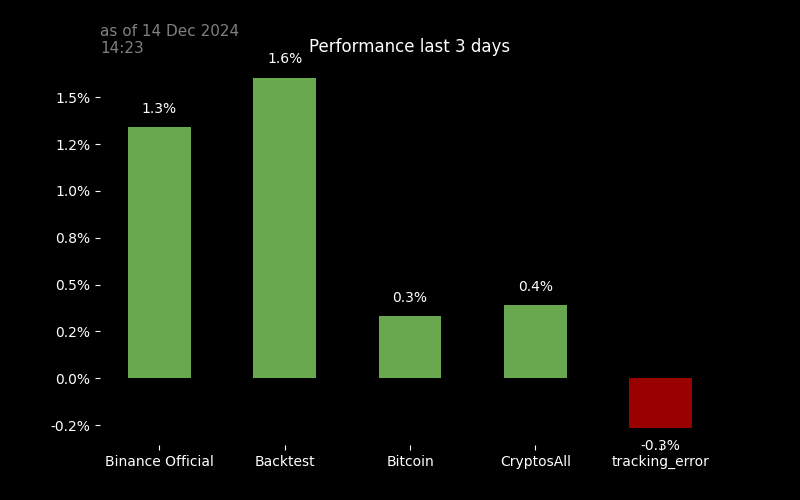 as of 14 Dec 2024
14:23
Performance last 3 days
1.5%
1.2%
1.0%
0.8%
0.5%
0.2%
0.0%
-0.2%
1.3%
1.6%
0.3%
0.4%
-0.3%
Binance Official
Backtest
Bitcoin
CryptosAll
tracking_error